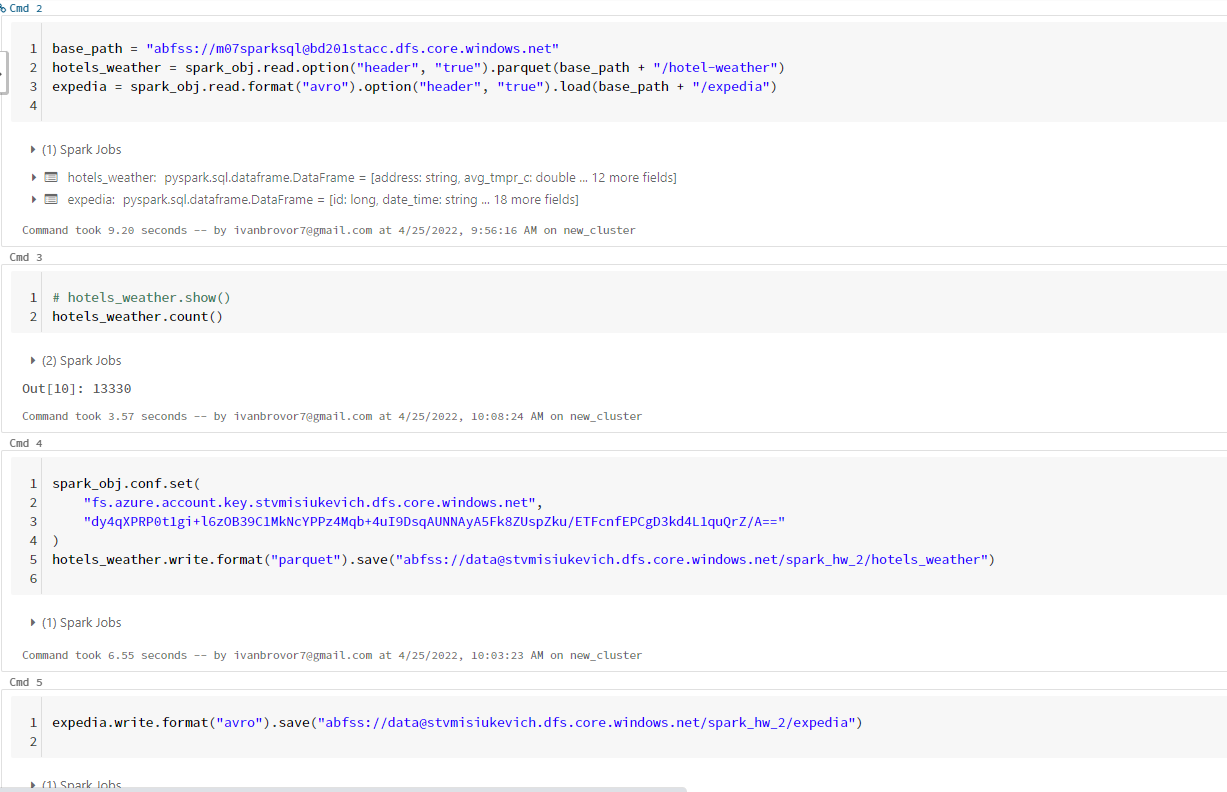 Cmd 2
1 base_path = "abfss://m07sparksql@bd201stacc.dfs.core.windows.net"
2 hotels_weather = spark_obj.read.option("header", "true").parquet(base_path + "/hotel-weather")
3 expedia = spark_obj.read.format("avro").option("header", "true").load(base_path + "/expedia")
4
(1) Spark Jobs
hotels_weather: pyspark.sql.dataframe.DataFrame = [address: string, avg_tmpr_c: double ... 12 more fields]
expedia: pyspark.sql.dataframe.DataFrame = [id: long, date_time: string ... 18 more fields]
Command took 9.20 seconds -- by ivanbrovor7@gmail.com at 4/25/2022, 9:56:16 AM on new_cluster
Cmd 3
1 # hotels_weather.show()
2 hotels_weather.count()
(2) Spark Jobs
Out[10]: 13330
Command took 3.57 seconds -- by ivanbrovor7@gmail.com at 4/25/2022, 10:08:24 AM on new_cluster
Cmd 4
1 spark_obj.conf.set(
2 "fs.azure.account.key.stvmisiukevich.dfs.core.windows.net",
3 "dy4qXPRP0t1gi+l6zOB39C1MkNcYPPz4Mqb+4uI9DsqAUNNAyA5Fk8ZUspZku/ETFcnfEPCgD3kd4L1quQrZ/A=="
4 )
5 hotels_weather.write.format("parquet").save("abfss://data@stvmisiukevich.dfs.core.windows.net/spark_hw_2/hotels_weather")
6
(1) Spark Jobs
Command took 6.55 seconds -- by ivanbrovor7@gmail.com at 4/25/2022, 10:03:23 AM on new_cluster
Cmd 5
1 expedia.write.format("avro").save("abfss://data@stvmisiukevich.dfs.core.windows.net/spark_hw_2/expedia")
2
(1) Spark Jobs